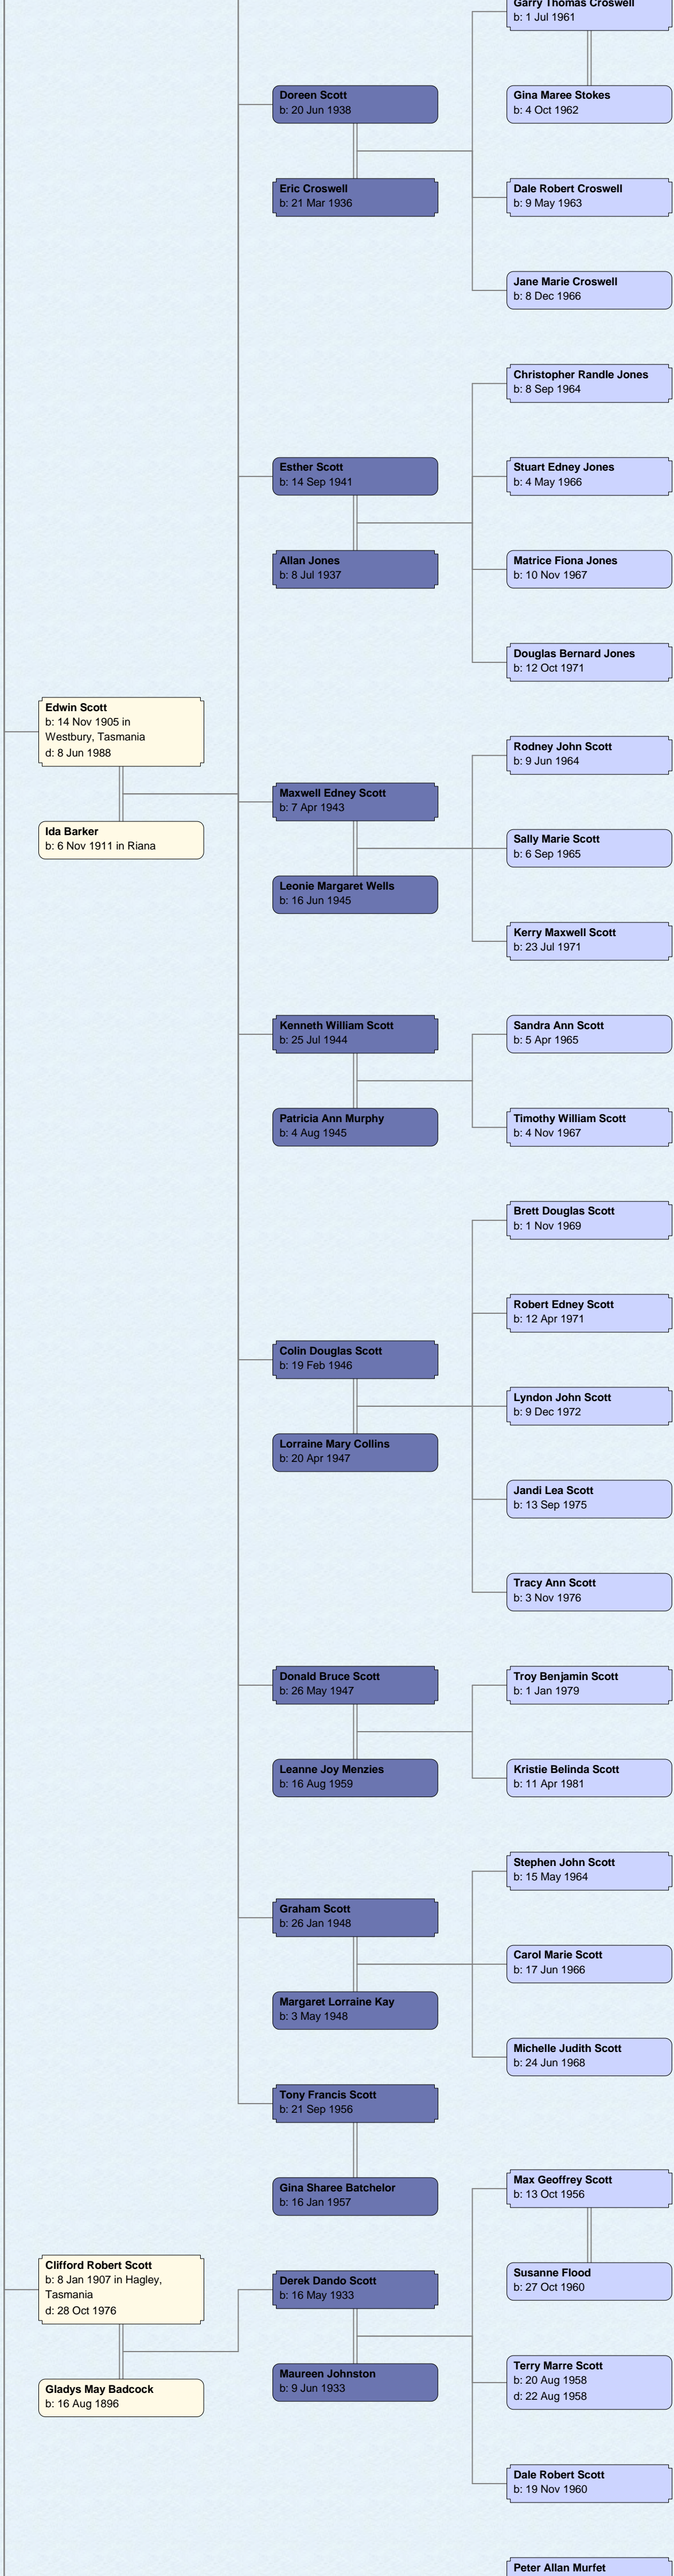 Garry Thomas Croswell
b: 1 Jul 1961
Doreen Scott
b: 20 Jun 1938
Gina Maree Stokes
b: 4 Oct 1962
Eric Croswell
b: 21 Mar 1936
Dale Robert Croswell
b: 9 May 1963
Jane Marie Croswell
b: 8 Dec 1966
Christopher Randle Jones
b: 8 Sep 1964
Esther Scott
b: 14 Sep 1941
Stuart Edney Jones
b: 4 May 1966
Allan Jones
b: 8 Jul 1937
Matrice Fiona Jones
b: 10 Nov 1967
Douglas Bernard Jones
b: 12 Oct 1971
Edwin Scott
b: 14 Nov 1905 in
Westbury, Tasmania
d: 8 Jun 1988
Rodney John Scott
b: 9 Jun 1964
Maxwell Edney Scott
b: 7 Apr 1943
Ida Barker
b: 6 Nov 1911 in Riana
Sally Marie Scott
b: 6 Sep 1965
Leonie Margaret Wells
b: 16 Jun 1945
Kerry Maxwell Scott
b: 23 Jul 1971
Kenneth William Scott
b: 25 Jul 1944
Sandra Ann Scott
b: 5 Apr 1965
Patricia Ann Murphy
b: 4 Aug 1945
Timothy William Scott
b: 4 Nov 1967
Brett Douglas Scott
b: 1 Nov 1969
Robert Edney Scott
b: 12 Apr 1971
Colin Douglas Scott
b: 19 Feb 1946
Lyndon John Scott
b: 9 Dec 1972
Lorraine Mary Collins
b: 20 Apr 1947
Jandi Lea Scott
b: 13 Sep 1975
Tracy Ann Scott
b: 3 Nov 1976
Donald Bruce Scott
b: 26 May 1947
Troy Benjamin Scott
b: 1 Jan 1979
Leanne Joy Menzies
b: 16 Aug 1959
Kristie Belinda Scott
b: 11 Apr 1981
Stephen John Scott
b: 15 May 1964
Graham Scott
b: 26 Jan 1948
Carol Marie Scott
b: 17 Jun 1966
Margaret Lorraine Kay
b: 3 May 1948
Michelle Judith Scott
b: 24 Jun 1968
Tony Francis Scott
b: 21 Sep 1956
Gina Sharee Batchelor
b: 16 Jan 1957
Max Geoffrey Scott
b: 13 Oct 1956
Clifford Robert Scott
b: 8 Jan 1907 in Hagley,
Tasmania
d: 28 Oct 1976
Derek Dando Scott
b: 16 May 1933
Susanne Flood
b: 27 Oct 1960
Gladys May Badcock
b: 16 Aug 1896
Maureen Johnston
b: 9 Jun 1933
Terry Marre Scott
b: 20 Aug 1958
d: 22 Aug 1958
Dale Robert Scott
b: 19 Nov 1960
Peter Allan Murfet